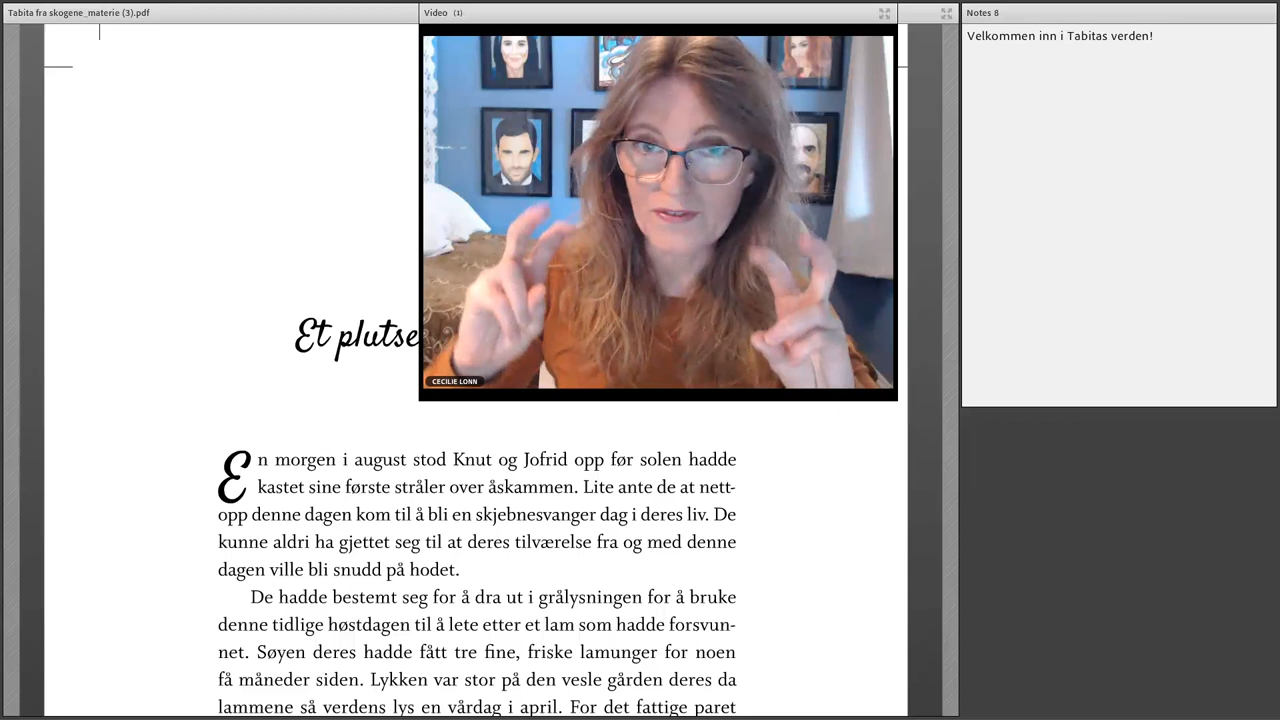 Tabita fra skogene_materie (3).pdf
Video (1)
Notes 8
Velkommen inn i Tabitas verden!
CECILIE LONN
Et plutse
En morgen i august stod Knut og Jofrid opp før solen hadde
kastet sine første stråler over åskammen. Lite ante de at nett-
opp denne dagen kom til å bli en skjebnesvanger dag i deres liv. De
kunne aldri ha gjettet seg til at deres tilværelse fra og med denne
dagen ville bli snudd på hodet.
De hadde bestemt seg for å dra ut i grålysningen for å bruke
denne tidlige høstdagen til å lete etter et lam som hadde forsvun-
net. Søyen deres hadde fått tre fine, friske lamunger for noen
få måneder siden. Lykken var stor på den vesle gården deres da
lammene så verdens lys en vårdag i april. For det fattige paret